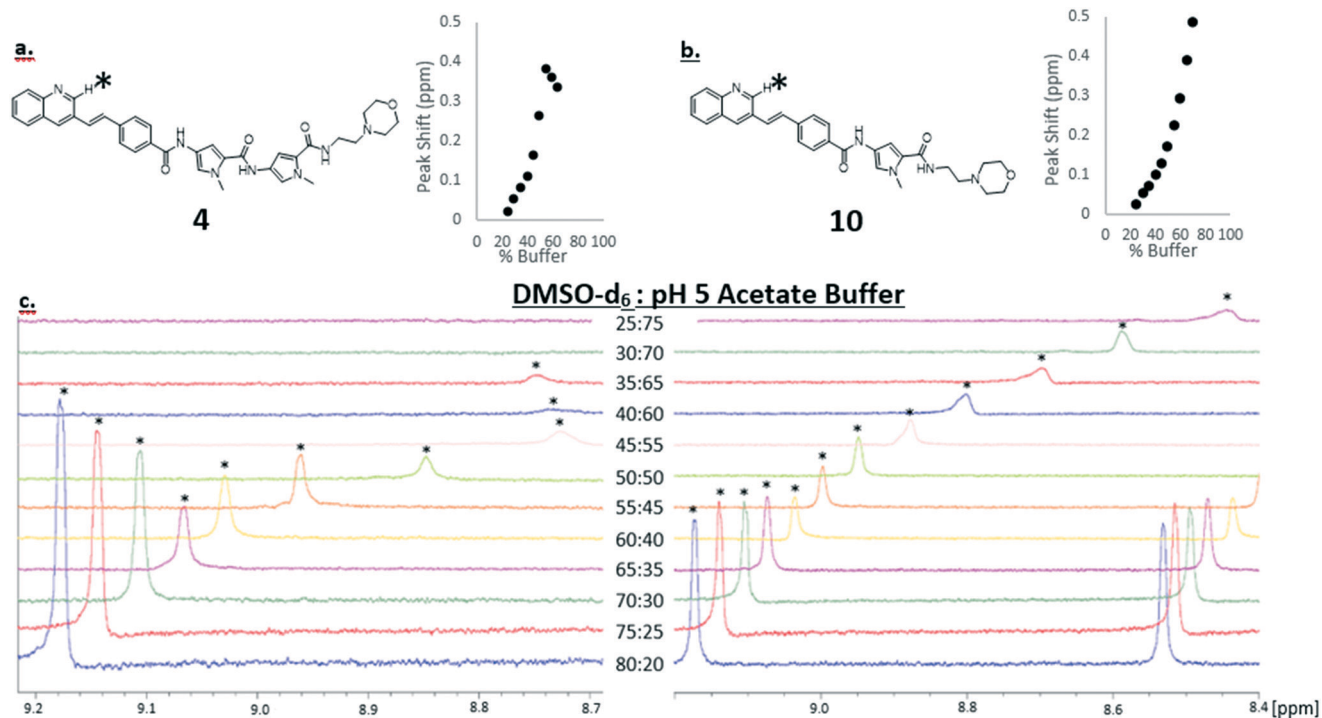 a.
N
H*
N
H
O
N
O
N
H
N
O
N
H
N
O
4
Peak Shift (ppm)
0.5
0.4
0.3
0.2
0.1
0
0 20 40 60 80 100
% Buffer
b.
N
H*
O
H
N
N
O
N
H
N
O
10
Peak Shift (ppm)
0.5
0.4
0.3
0.2
0.1
0
0 20 40 60 80 100
% Buffer
c.
DMSO-d6 : pH 5 Acetate Buffer
25:75
30:70
35:65
40:60
45:55
50:50
55:45
60:40
65:35
70:30
75:25
80:20
9.2 9.1 9.0 8.9 8.8 8.7
9.0 8.8 8.6 8.4 [ppm]